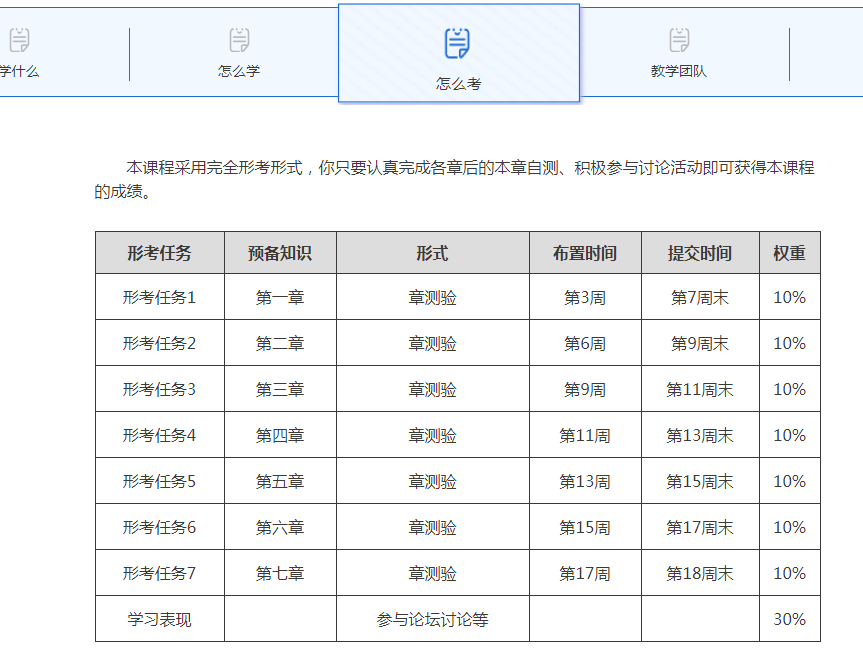 学什么
怎么学
怎么考
教学团队
本课程采用完全形考形式，你只要认真完成各章后的本章自测、积极参与讨论活动即可获得本课程
的成绩。
形考任务 预备知识 形式 布置时间 提交时间 权重
形考任务1 第一章 章测验 第3周 第7周末 10%
形考任务2 第二章 章测验 第6周 第9周末 10%
形考任务3 第三章 章测验 第9周 第11周末 10%
形考任务4 第四章 章测验 第11周 第13周末 10%
形考任务5 第五章 章测验 第13周 第15周末 10%
形考任务6 第六章 章测验 第15周 第17周末 10%
形考任务7 第七章 章测验 第17周 第18周末 10%
学习表现 参与论坛讨论等 30%